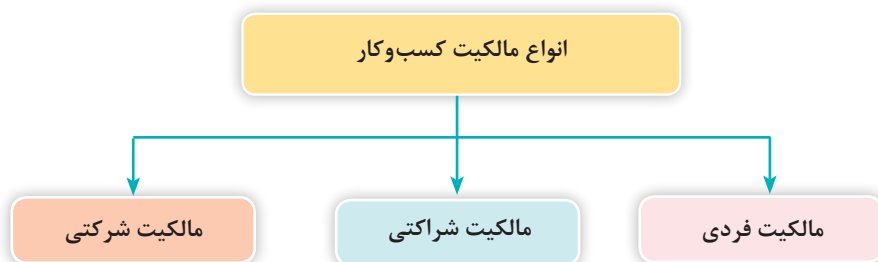 انواع مالکیت کسب‌وکار
مالکیت فردی
مالکیت شراکتی
مالکیت شرکتی